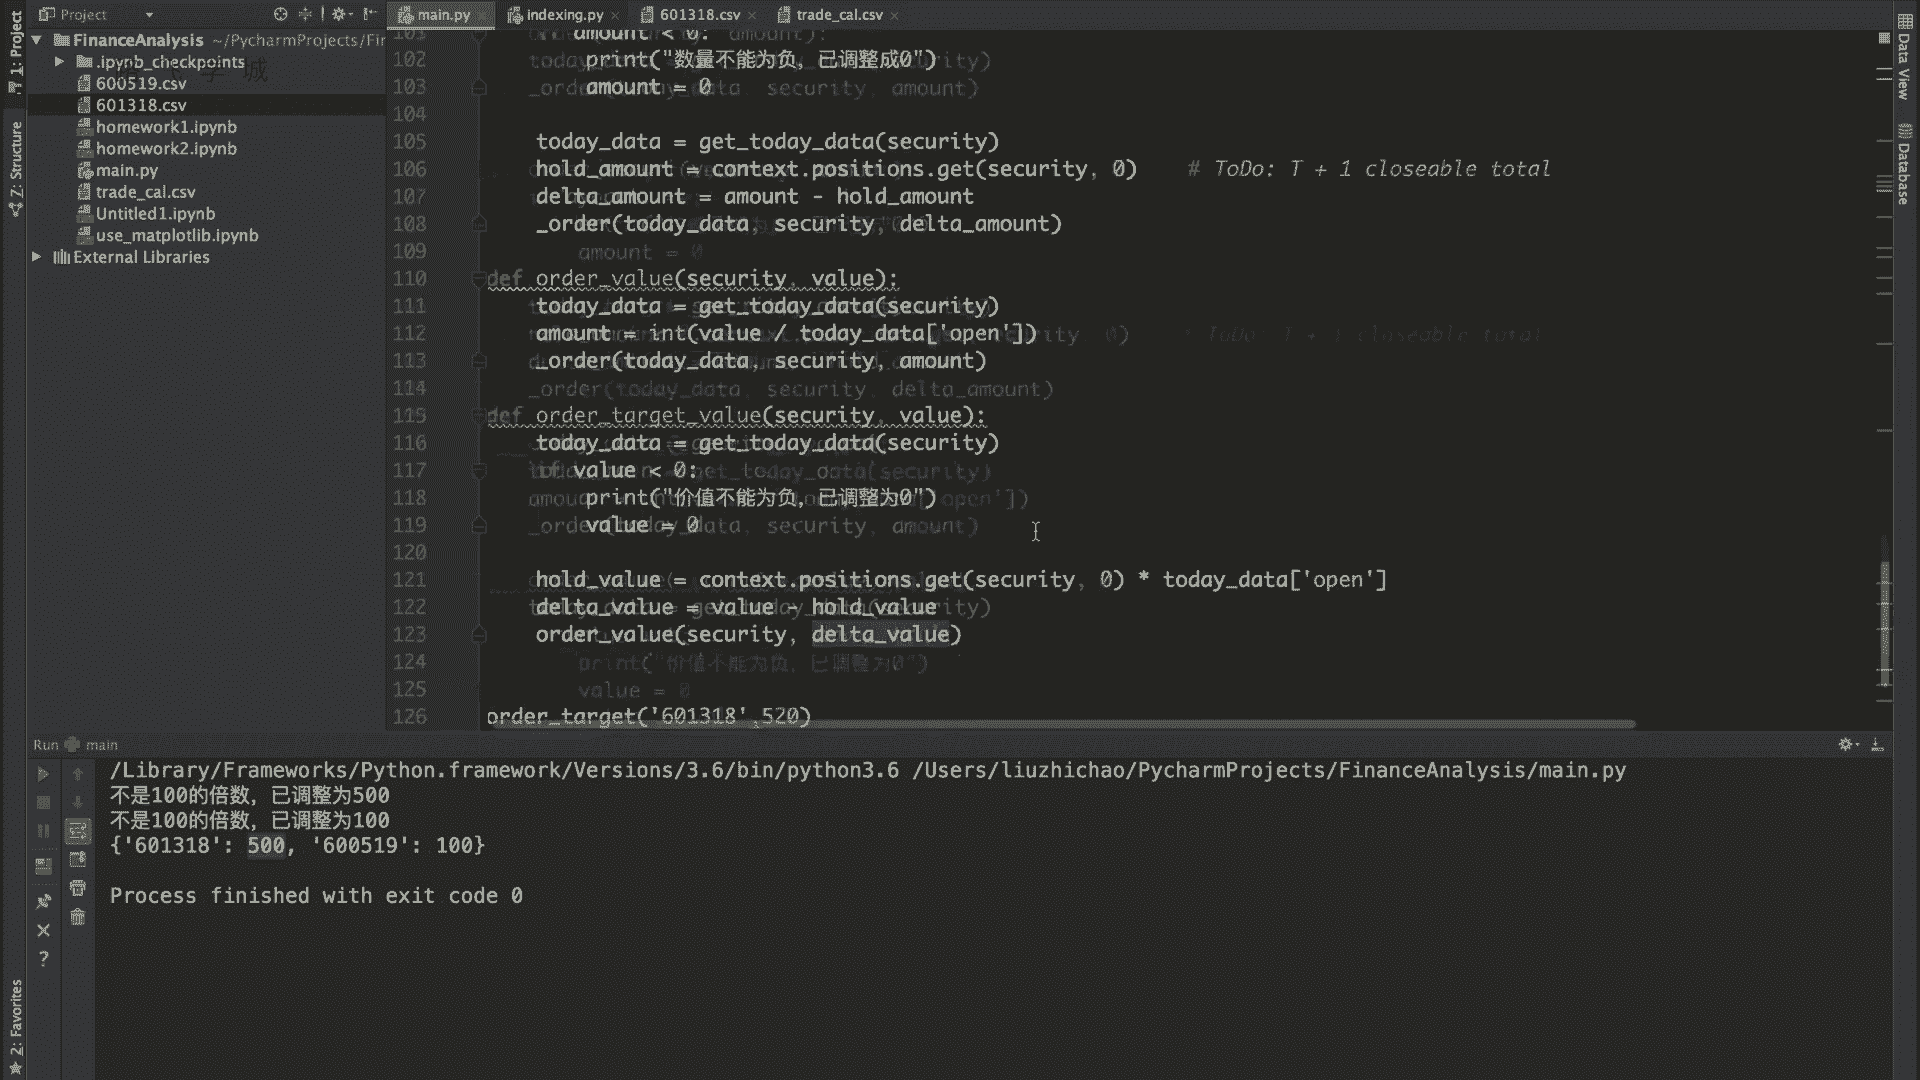 Project
main.py
indexing.py
601318.csv
trade_cal.csv
1: Project
Z: Structure
2: Favorites
Data View
Database
FinanceAnalysis ~/PycharmProjects/Fir
.ipynb_checkpoints
600519.csv
601318.csv
homework1.ipynb
homework2.ipynb
main.py
trade_cal.csv
Untitled1.ipynb
use_matplotlib.ipynb
External Libraries
amount < 0:
102 print("数量不能为负，已调整成0")
103 amount = 0
104
105 today_data = get_today_data(security)
106 hold_amount = context.positions.get(security, 0) # ToDo: T + 1 closeable total
107 delta_amount = amount - hold_amount
108 _order(today_data, security, delta_amount)
109
110 def order_value(security, value):
111 today_data = get_today_data(security)
112 amount = int(value / today_data['open'])
113 _order(today_data, security, amount)
114
115 def order_target_value(security, value):
116 today_data = get_today_data(security)
117 if value < 0:
118 print("价值不能为负，已调整为0")
119 value = 0
120
121 hold_value = context.positions.get(security, 0) * today_data['open']
122 delta_value = value - hold_value
123 order_value(security, delta_value)
124
125
126 order_target('601318',520)
Run main
/Library/Frameworks/Python.framework/Versions/3.6/bin/python3.6 /Users/liuzhichao/PycharmProjects/FinanceAnalysis/main.py
不是100的倍数，已调整为500
不是100的倍数，已调整为100
{'601318': 500, '600519': 100}
Process finished with exit code 0